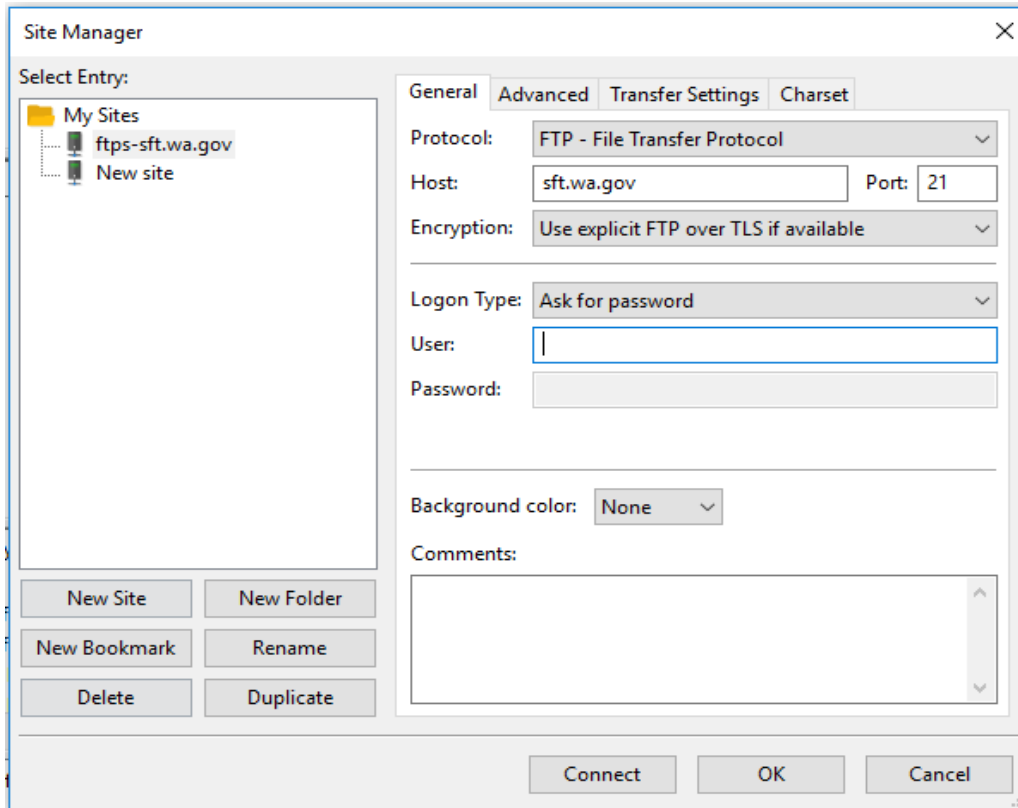 Site Manager
Select Entry:
My Sites
ftps-sft.wa.gov
New site
New Site
New Folder
New Bookmark
Rename
Delete
Duplicate
General
Advanced
Transfer Settings
Charset
Protocol:
FTP - File Transfer Protocol
Host:
sft.wa.gov
Port:
21
Encryption:
Use explicit FTP over TLS if available
Logon Type:
Ask for password
User:
Password:
Background color:
None
Comments:
Connect
OK
Cancel